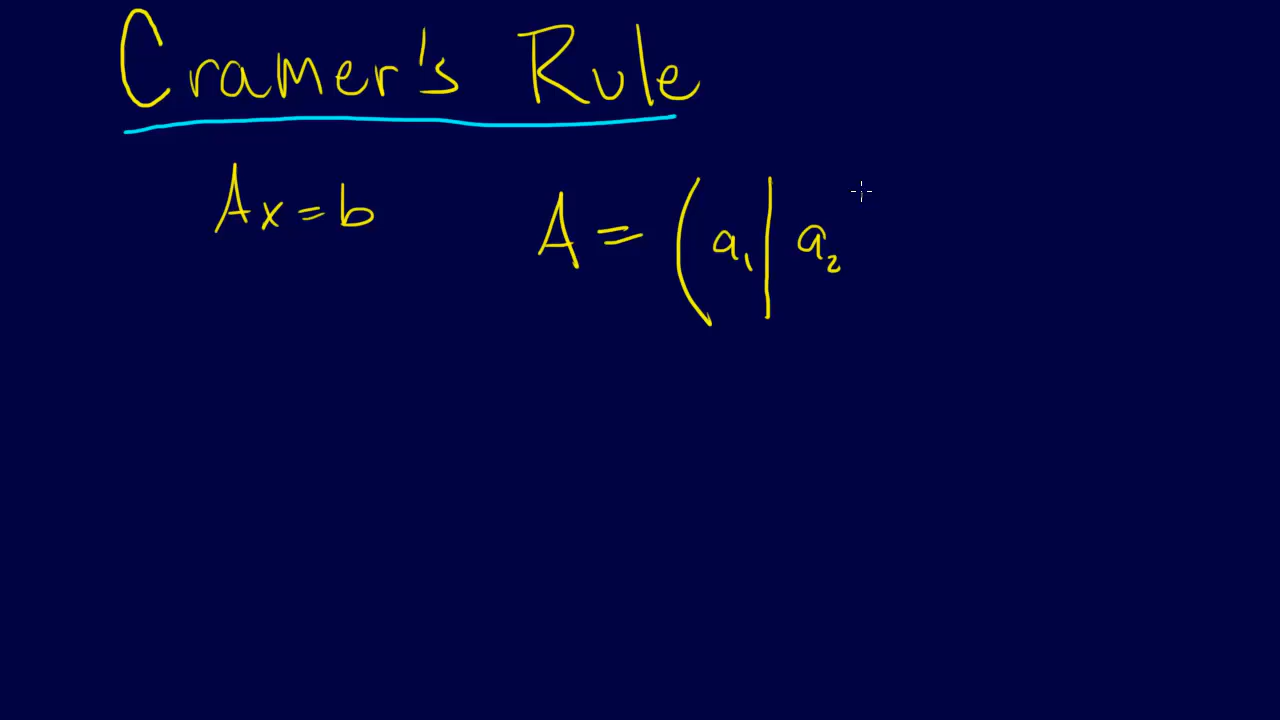 Cramer's Rule
Ax = b
A = ( a₁ | a₂